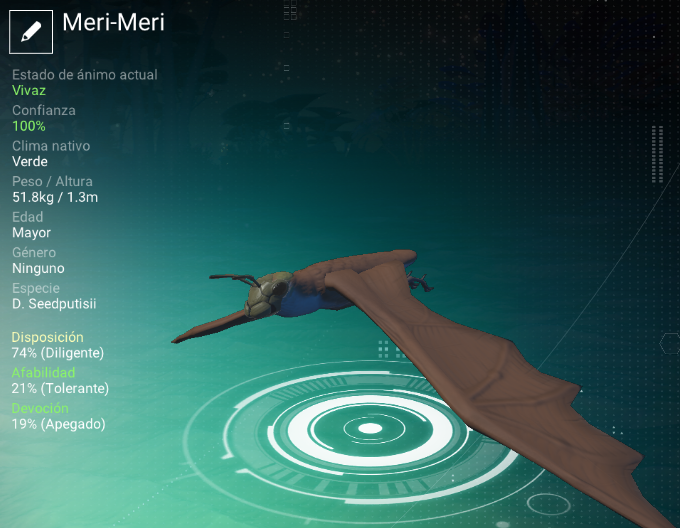 Meri-Meri
Estado de ánimo actual
Vivaz
Confianza
100%
Clima nativo
Verde
Peso / Altura
51.8kg / 1.3m
Edad
Mayor
Género
Ninguno
Especie
D. Seedputisii
Disposición
74% (Diligente)
Afabilidad
21% (Tolerante)
Devoción
19% (Apegado)